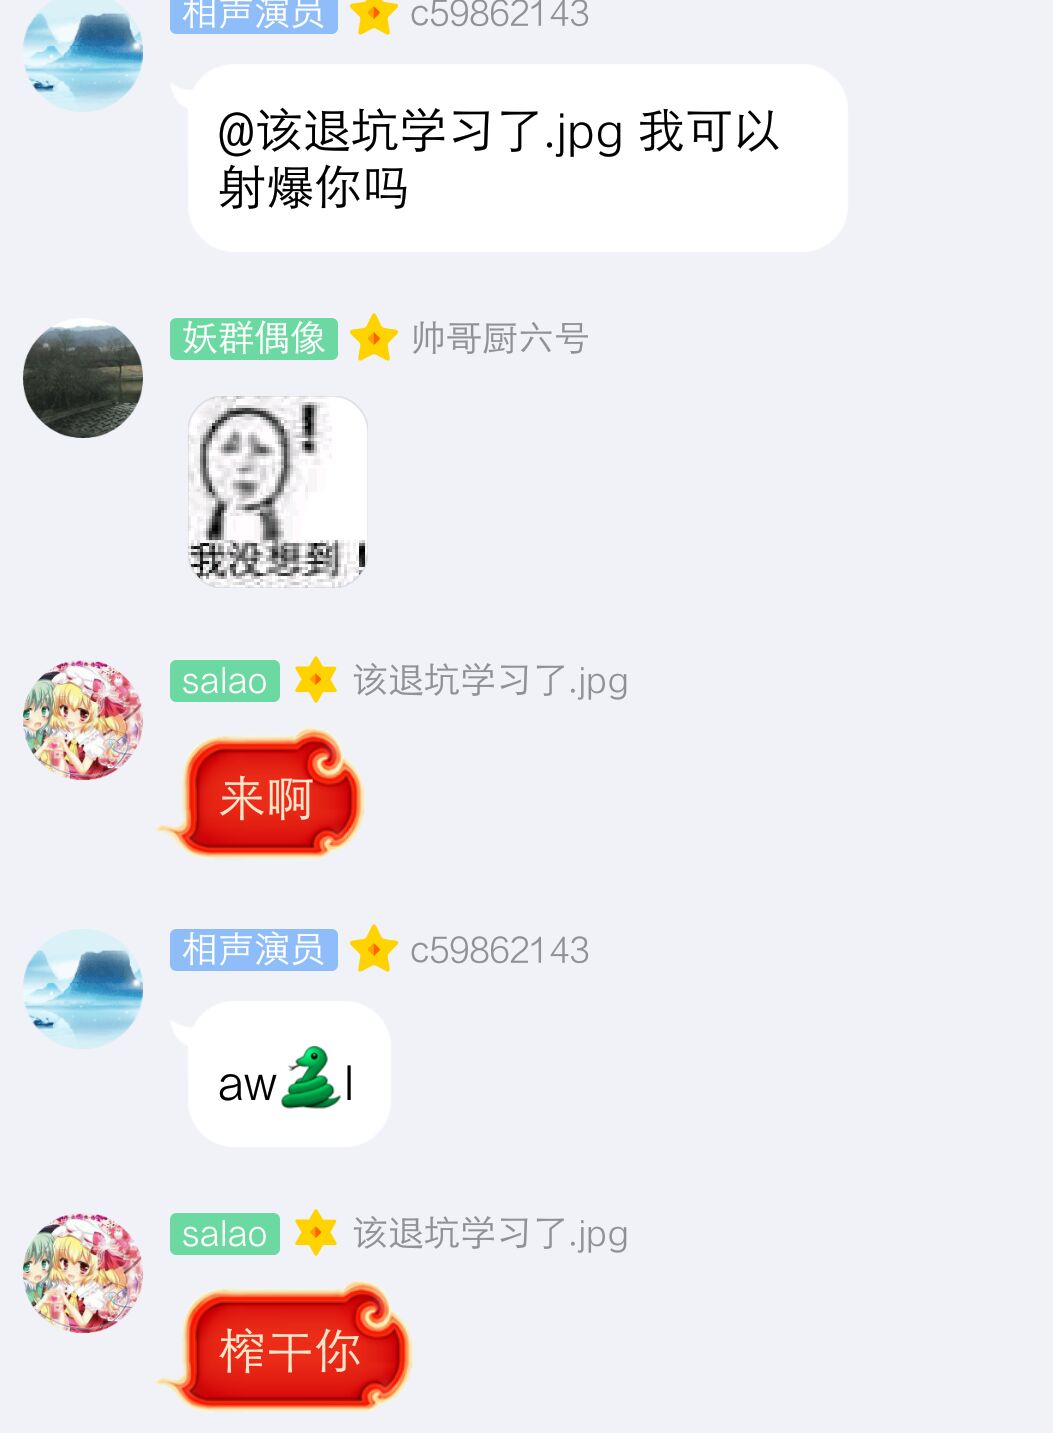 相声演员 c59862143
@该退坑学习了.jpg 我可以
射爆你吗
妖群偶像 帅哥厨六号
!
我没想到!
salao 该退坑学习了.jpg
来啊
相声演员 c59862143
aw🐍l
salao 该退坑学习了.jpg
榨干你